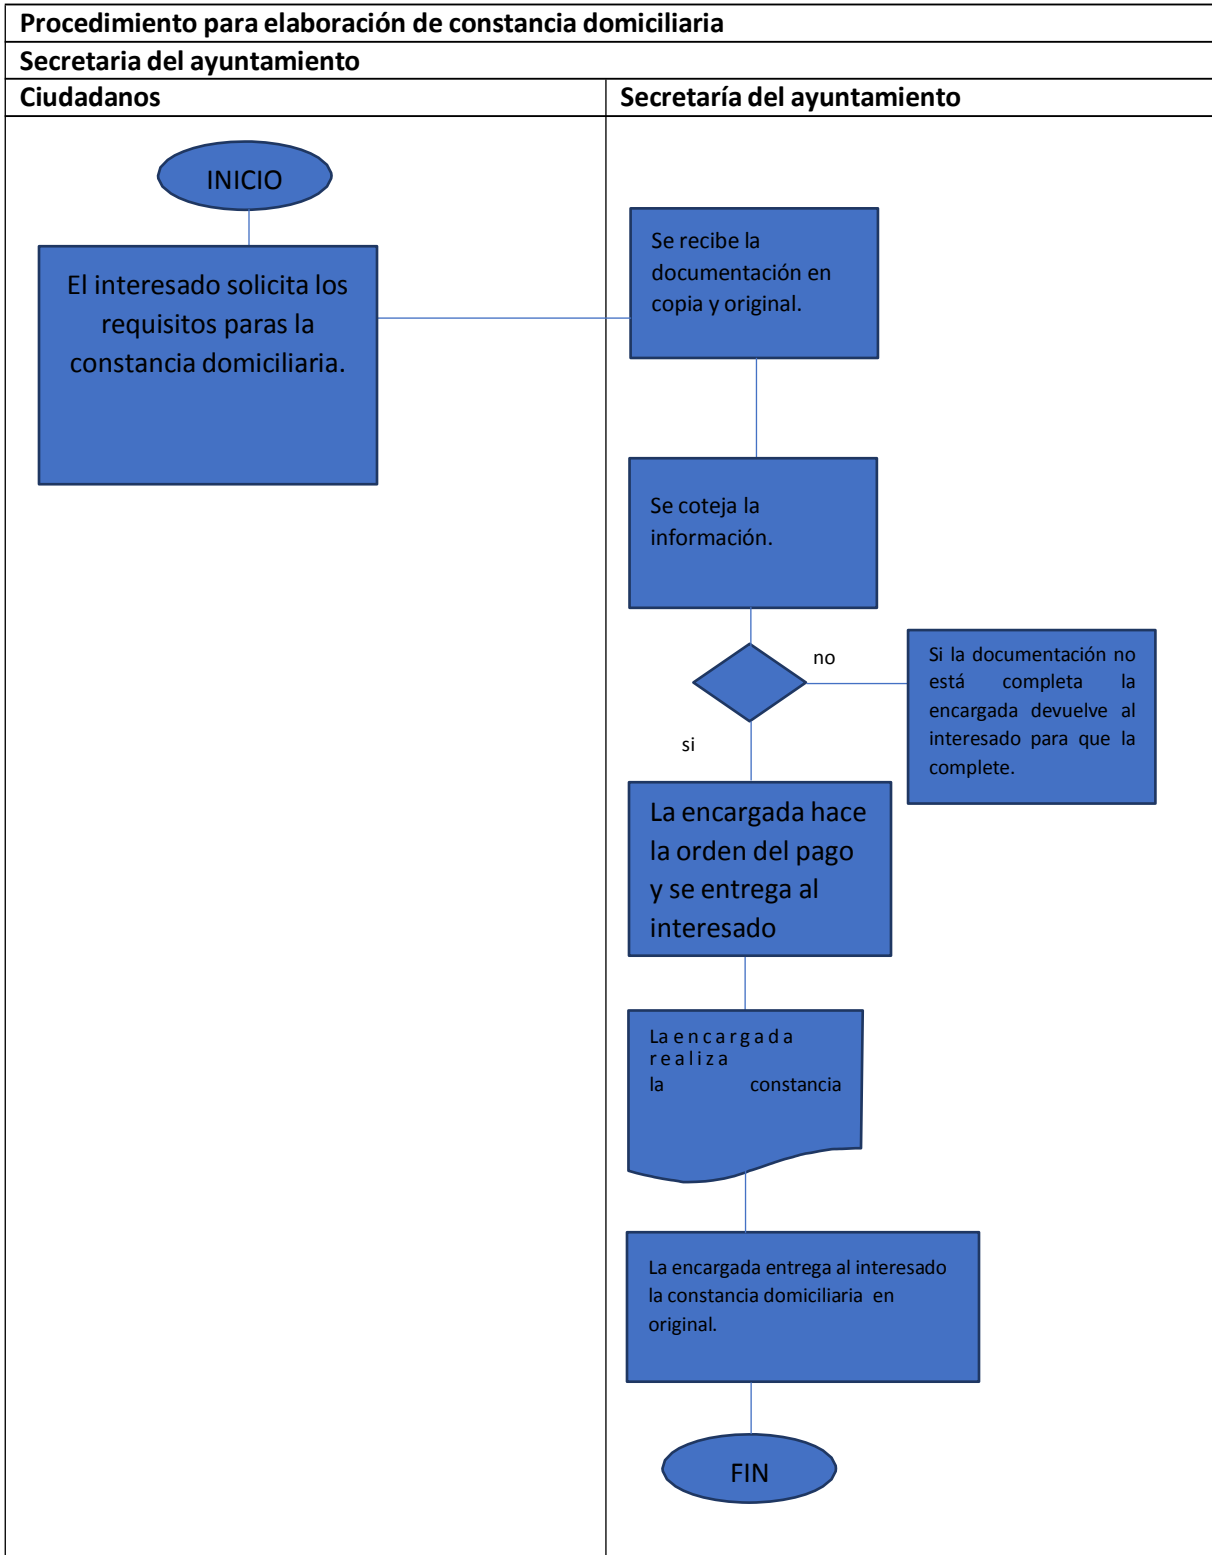 Procedimiento para elaboración de constancia domiciliaria
Secretaria del ayuntamiento
Ciudadanos
Secretaría del ayuntamiento
INICIO
El interesado solicita los
requisitos paras la
constancia domiciliaria.
Se recibe la
documentación en
copia y original.
Se coteja la
información.
no
Si la documentación no
está completa la
encargada devuelve al
interesado para que la
complete.
si
La encargada hace
la orden del pago
y se entrega al
interesado
La encargada
realiza
la constancia
La encargada entrega al interesado
la constancia domiciliaria en
original.
FIN